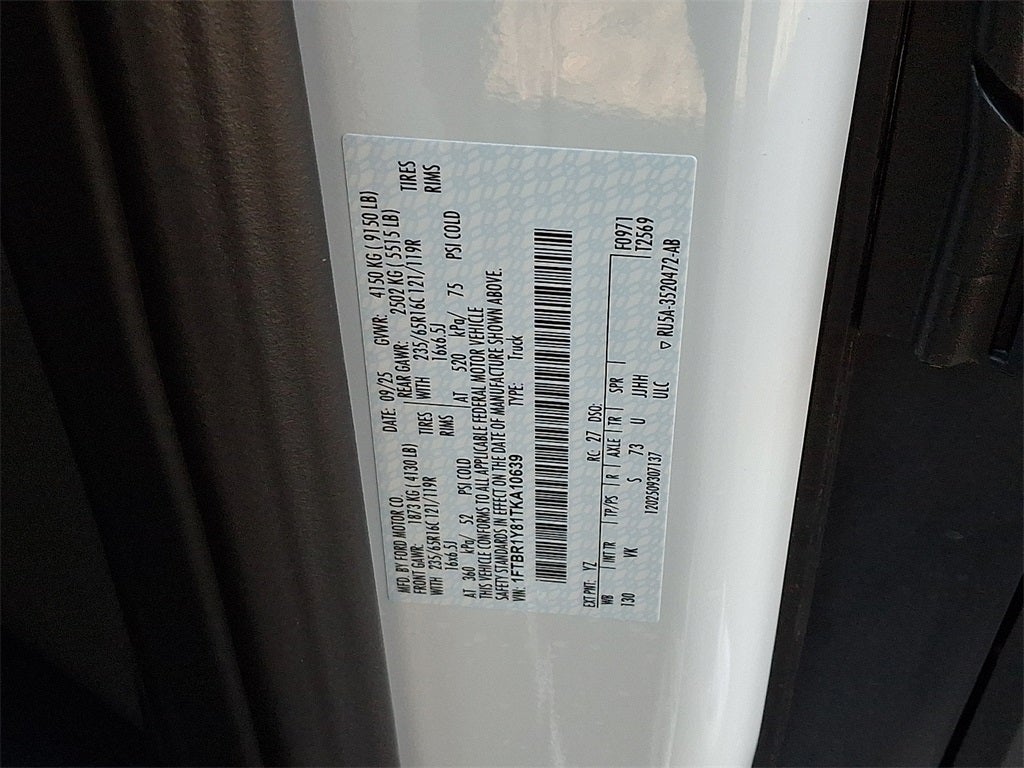 MFD. BY FORD MOTOR CO. DATE: 09/25 GVWR: 4150 KG ( 9150 LB)
FRONT GAWR: 1873 KG ( 4130 LB) REAR GAWR: 2502 KG ( 5515 LB)
WITH 235/65R16C 121/119R TIRES WITH 235/65R16C 121/119R TIRES
16x6.5J RIMS 16x6.5J RIMS
AT 360 kPa/ 52 PSI COLD AT 520 kPa/ 75 PSI COLD
THIS VEHICLE CONFORMS TO ALL APPLICABLE FEDERAL MOTOR VEHICLE
SAFETY STANDARDS IN EFFECT ON THE DATE OF MANUFACTURE SHOWN ABOVE.
VIN: 1FTBR1Y81TKA10639 TYPE: Truck
EXT PNT: YZ RC: 27 DSO:
WB INT TR TP/PS R AXLE TR SPR F0971
130 VK S 73 U JJHH T2569
120250930713 7 ULC ▽ RU5A-3520472-AB